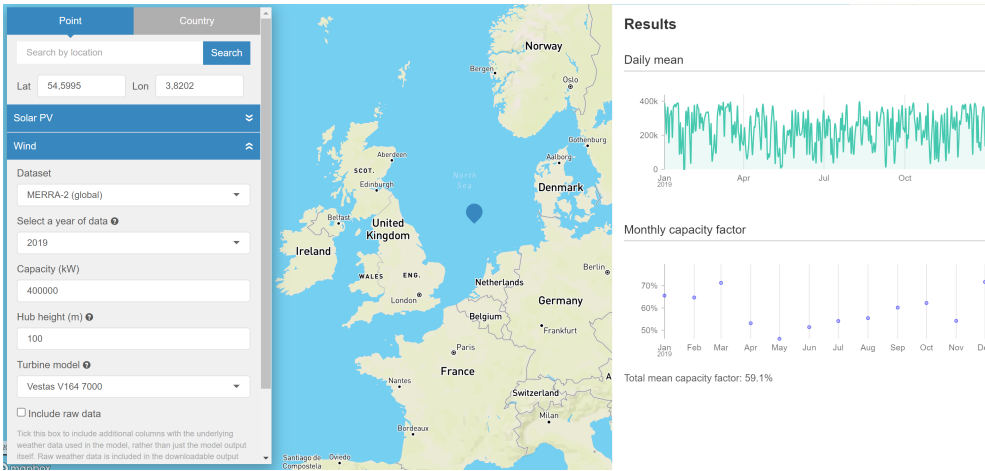 Point
Country
Search by location
Search
Lat
54,5995
Lon
3,8202
Solar PV
Wind
Dataset
MERRA-2 (global)
Select a year of data
2019
Capacity (kW)
400000
Hub height (m)
100
Turbine model
Vestas V164 7000
Include raw data
Tick this box to include additional columns with the underlying
weather data used in the model, rather than just the model output
itself. Raw weather data is included in the downloadable output
mapbox
Norway
Bergen
Oslo
Gothenburg
Aberdeen
Aalborg
SCOT.
North
Sea
Edinburgh
Denmark
Belfast
United
Kingdom
Ireland
WALES
ENG.
Berlin
Netherlands
London
Germany
Belgium
Frankfurt
Paris
France
Nantes
Switzerland
A
Milan
Bordeaux
Santiago de
Compostela
Oviedo
Results
Daily mean
400k
200k
0
Jan
2019
Apr
Jul
Oct
Monthly capacity factor
70%
60%
50%
Jan
2019
Feb
Mar
Apr
May
Jun
Jul
Aug
Sep
Oct
Nov
De
Total mean capacity factor: 59.1%